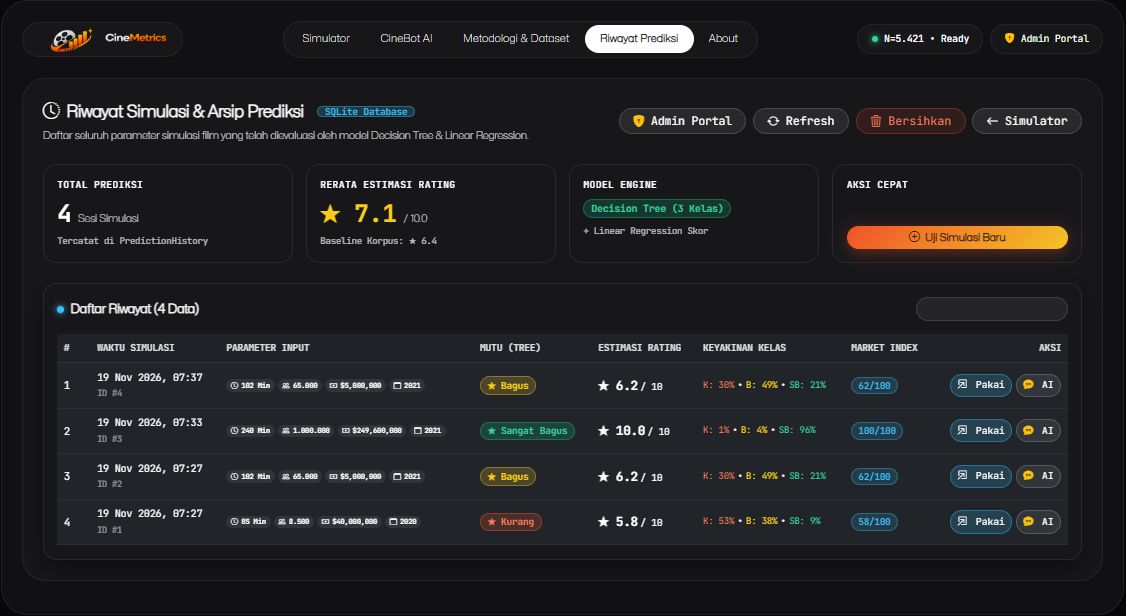 CineMetrics
Simulator CineBot AI Metodologi & Dataset Riwayat Prediksi About
N=5.421 • Ready Admin Portal
Riwayat Simulasi & Arsip Prediksi SQLite Database
Daftar seluruh parameter simulasi film yang telah dievaluasi oleh model Decision Tree & Linear Regression.
Admin Portal Refresh Bersihkan ← Simulator
TOTAL PREDIKSI
4 Sesi Simulasi
Tercatat di PredictionHistory
RERATA ESTIMASI RATING
★ 7.1 / 10.0
Baseline Korpus: ★ 6.4
MODEL ENGINE
Decision Tree (3 Kelas)
+ Linear Regression Skor
AKSI CEPAT
Uji Simulasi Baru
Daftar Riwayat (4 Data)
# WAKTU SIMULASI PARAMETER INPUT MUTU (TREE) ESTIMASI RATING KEYAKINAN KELAS MARKET INDEX AKSI
1 19 Nov 2026, 07:37 102 Min 65.000 $5,000,000 2021 ★ Bagus ★ 6.2 / 10 K: 30% • B: 49% • SB: 21% 62/100 Pakai AI
ID #4
2 19 Nov 2026, 07:33 240 Min 1.000.000 $249,600,000 2021 ★ Sangat Bagus ★ 10.0 / 10 K: 1% • B: 4% • SB: 96% 100/100 Pakai AI
ID #3
3 19 Nov 2026, 07:27 102 Min 65.000 $5,000,000 2021 ★ Bagus ★ 6.2 / 10 K: 30% • B: 49% • SB: 21% 62/100 Pakai AI
ID #2
4 19 Nov 2026, 07:27 85 Min 8.500 $40,000,000 2020 ★ Kurang ★ 5.8 / 10 K: 53% • B: 38% • SB: 9% 58/100 Pakai AI
ID #1